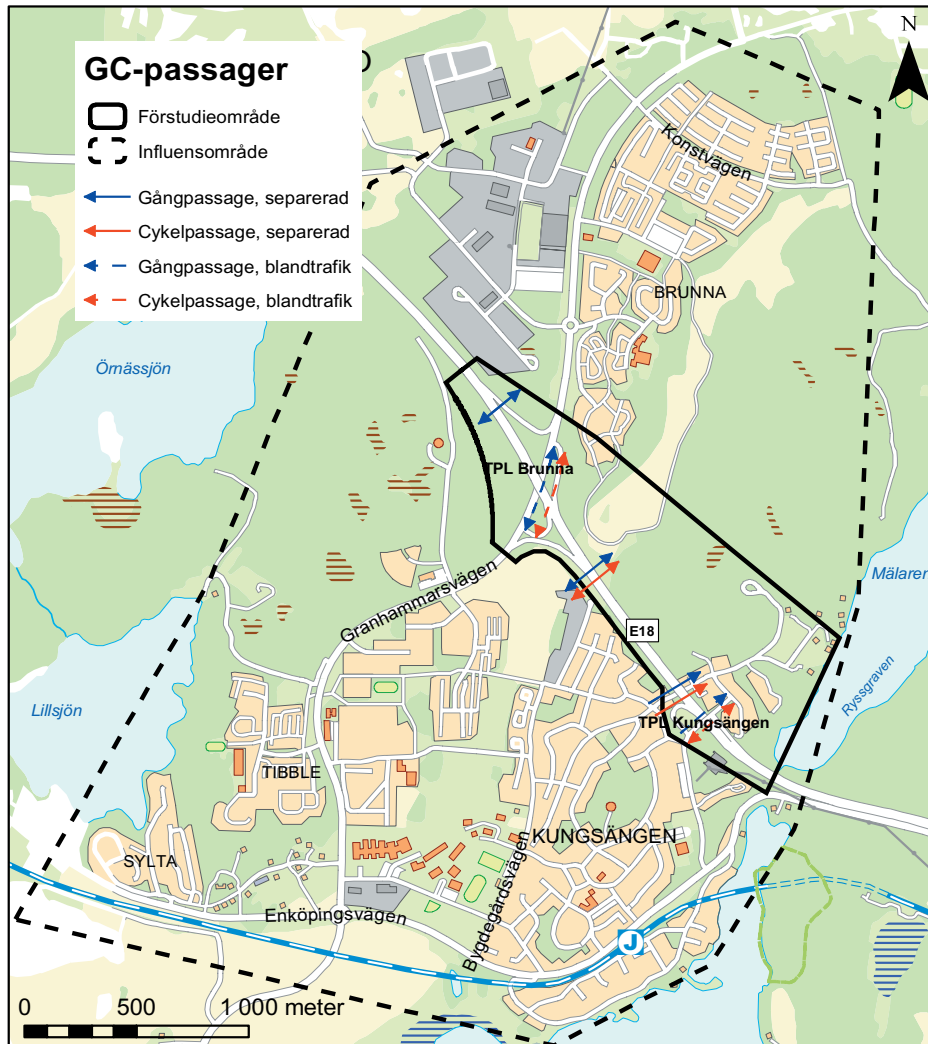 GC-passager
Förstudieområde
Influensområde
Gångpassage, separerad
Cykelpassage, separerad
Gångpassage, blandtrafik
Cykelpassage, blandtrafik
N
Konstvägen
BRUNNA
Örnässjön
TPL Brunna
Mälaren
Granhammarsvägen
E18
Ryssgraven
Lillsjön
TPL Kungsängen
TIBBLE
KUNGSÄNGEN
SYLTA
Enköpingsvägen
Bygdegårdsvägen
J
0 500 1 000 meter